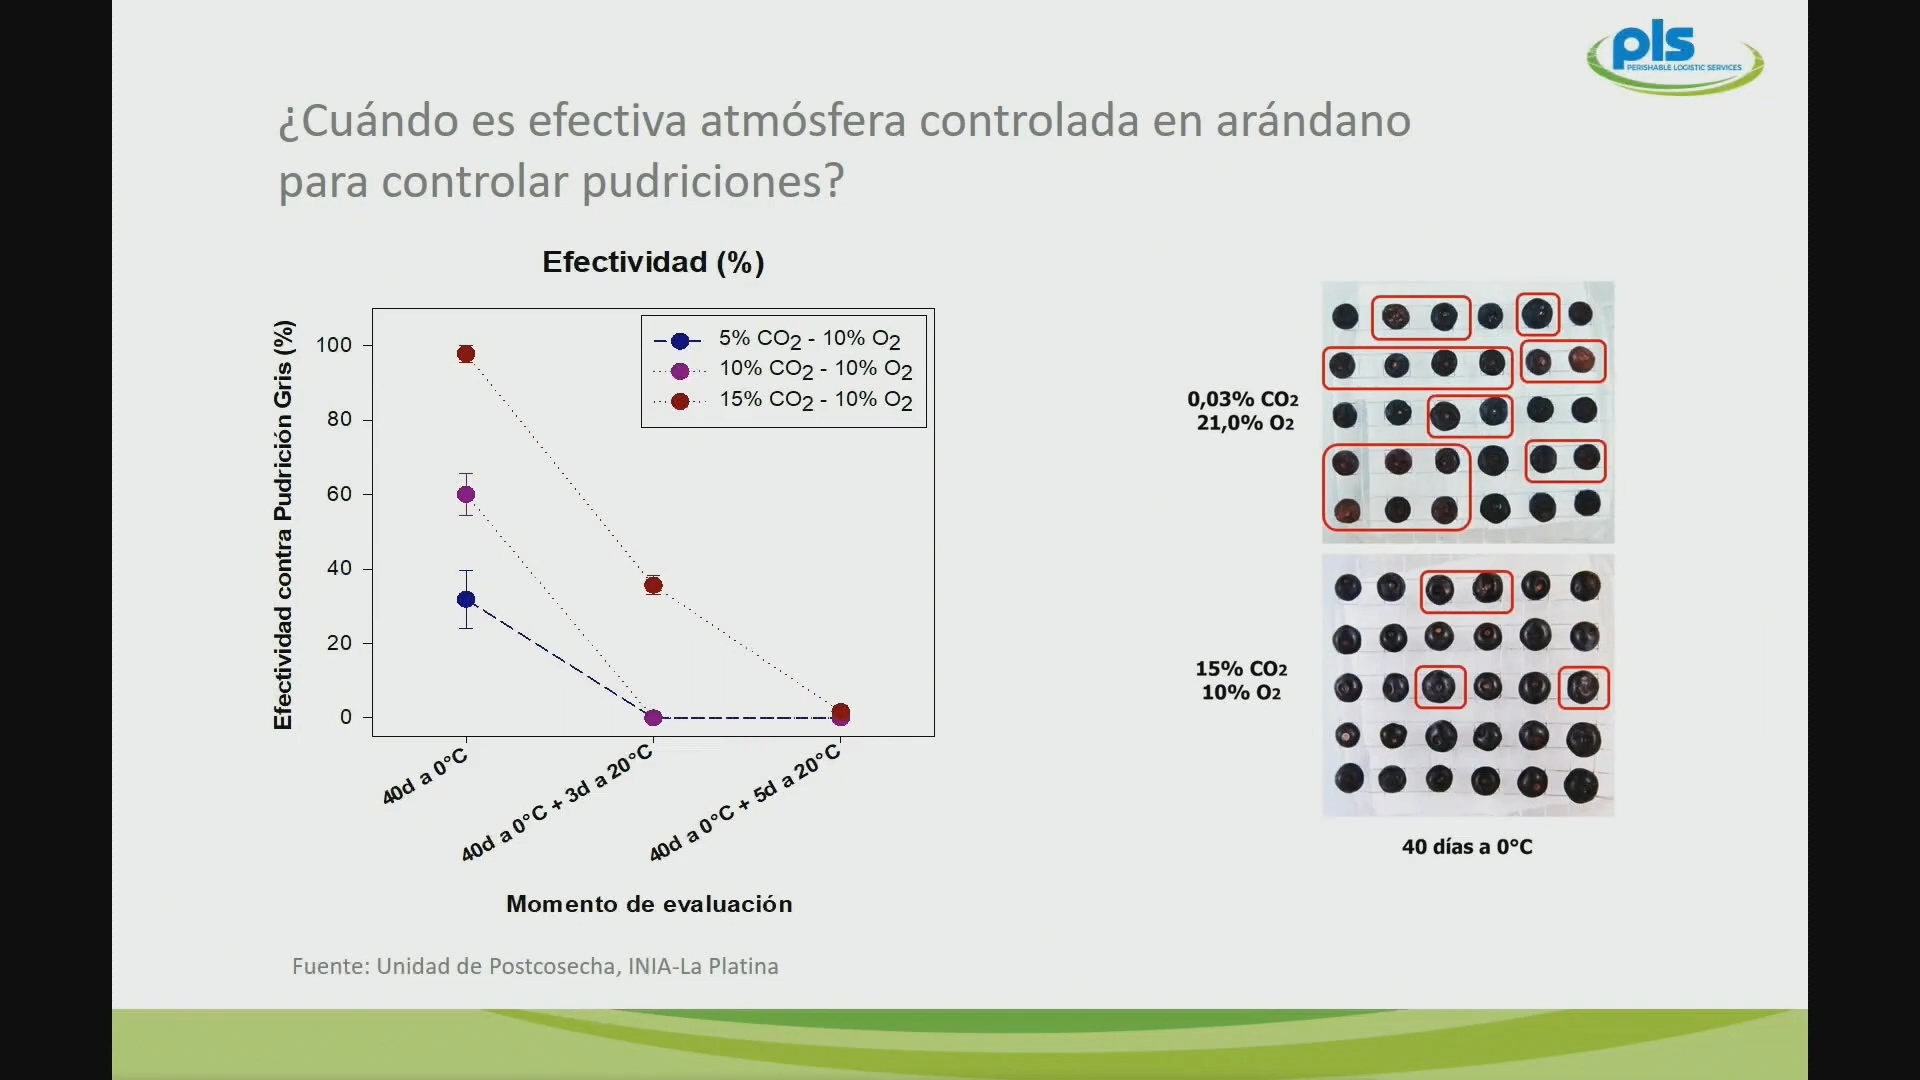 pls
PERISHABLE LOGISTIC SERVICES
¿Cuándo es efectiva atmósfera controlada en arándano
para controlar pudriciones?
Efectividad (%)
Efectividad contra Pudrición Gris (%)
100
80
60
40
20
0
5% CO2 - 10% O2
10% CO2 - 10% O2
15% CO2 - 10% O2
40d a 0°C
40d a 0°C + 3d a 20°C
40d a 0°C + 5d a 20°C
Momento de evaluación
0,03% CO2
21,0% O2
15% CO2
10% O2
40 días a 0°C
Fuente: Unidad de Postcosecha, INIA-La Platina